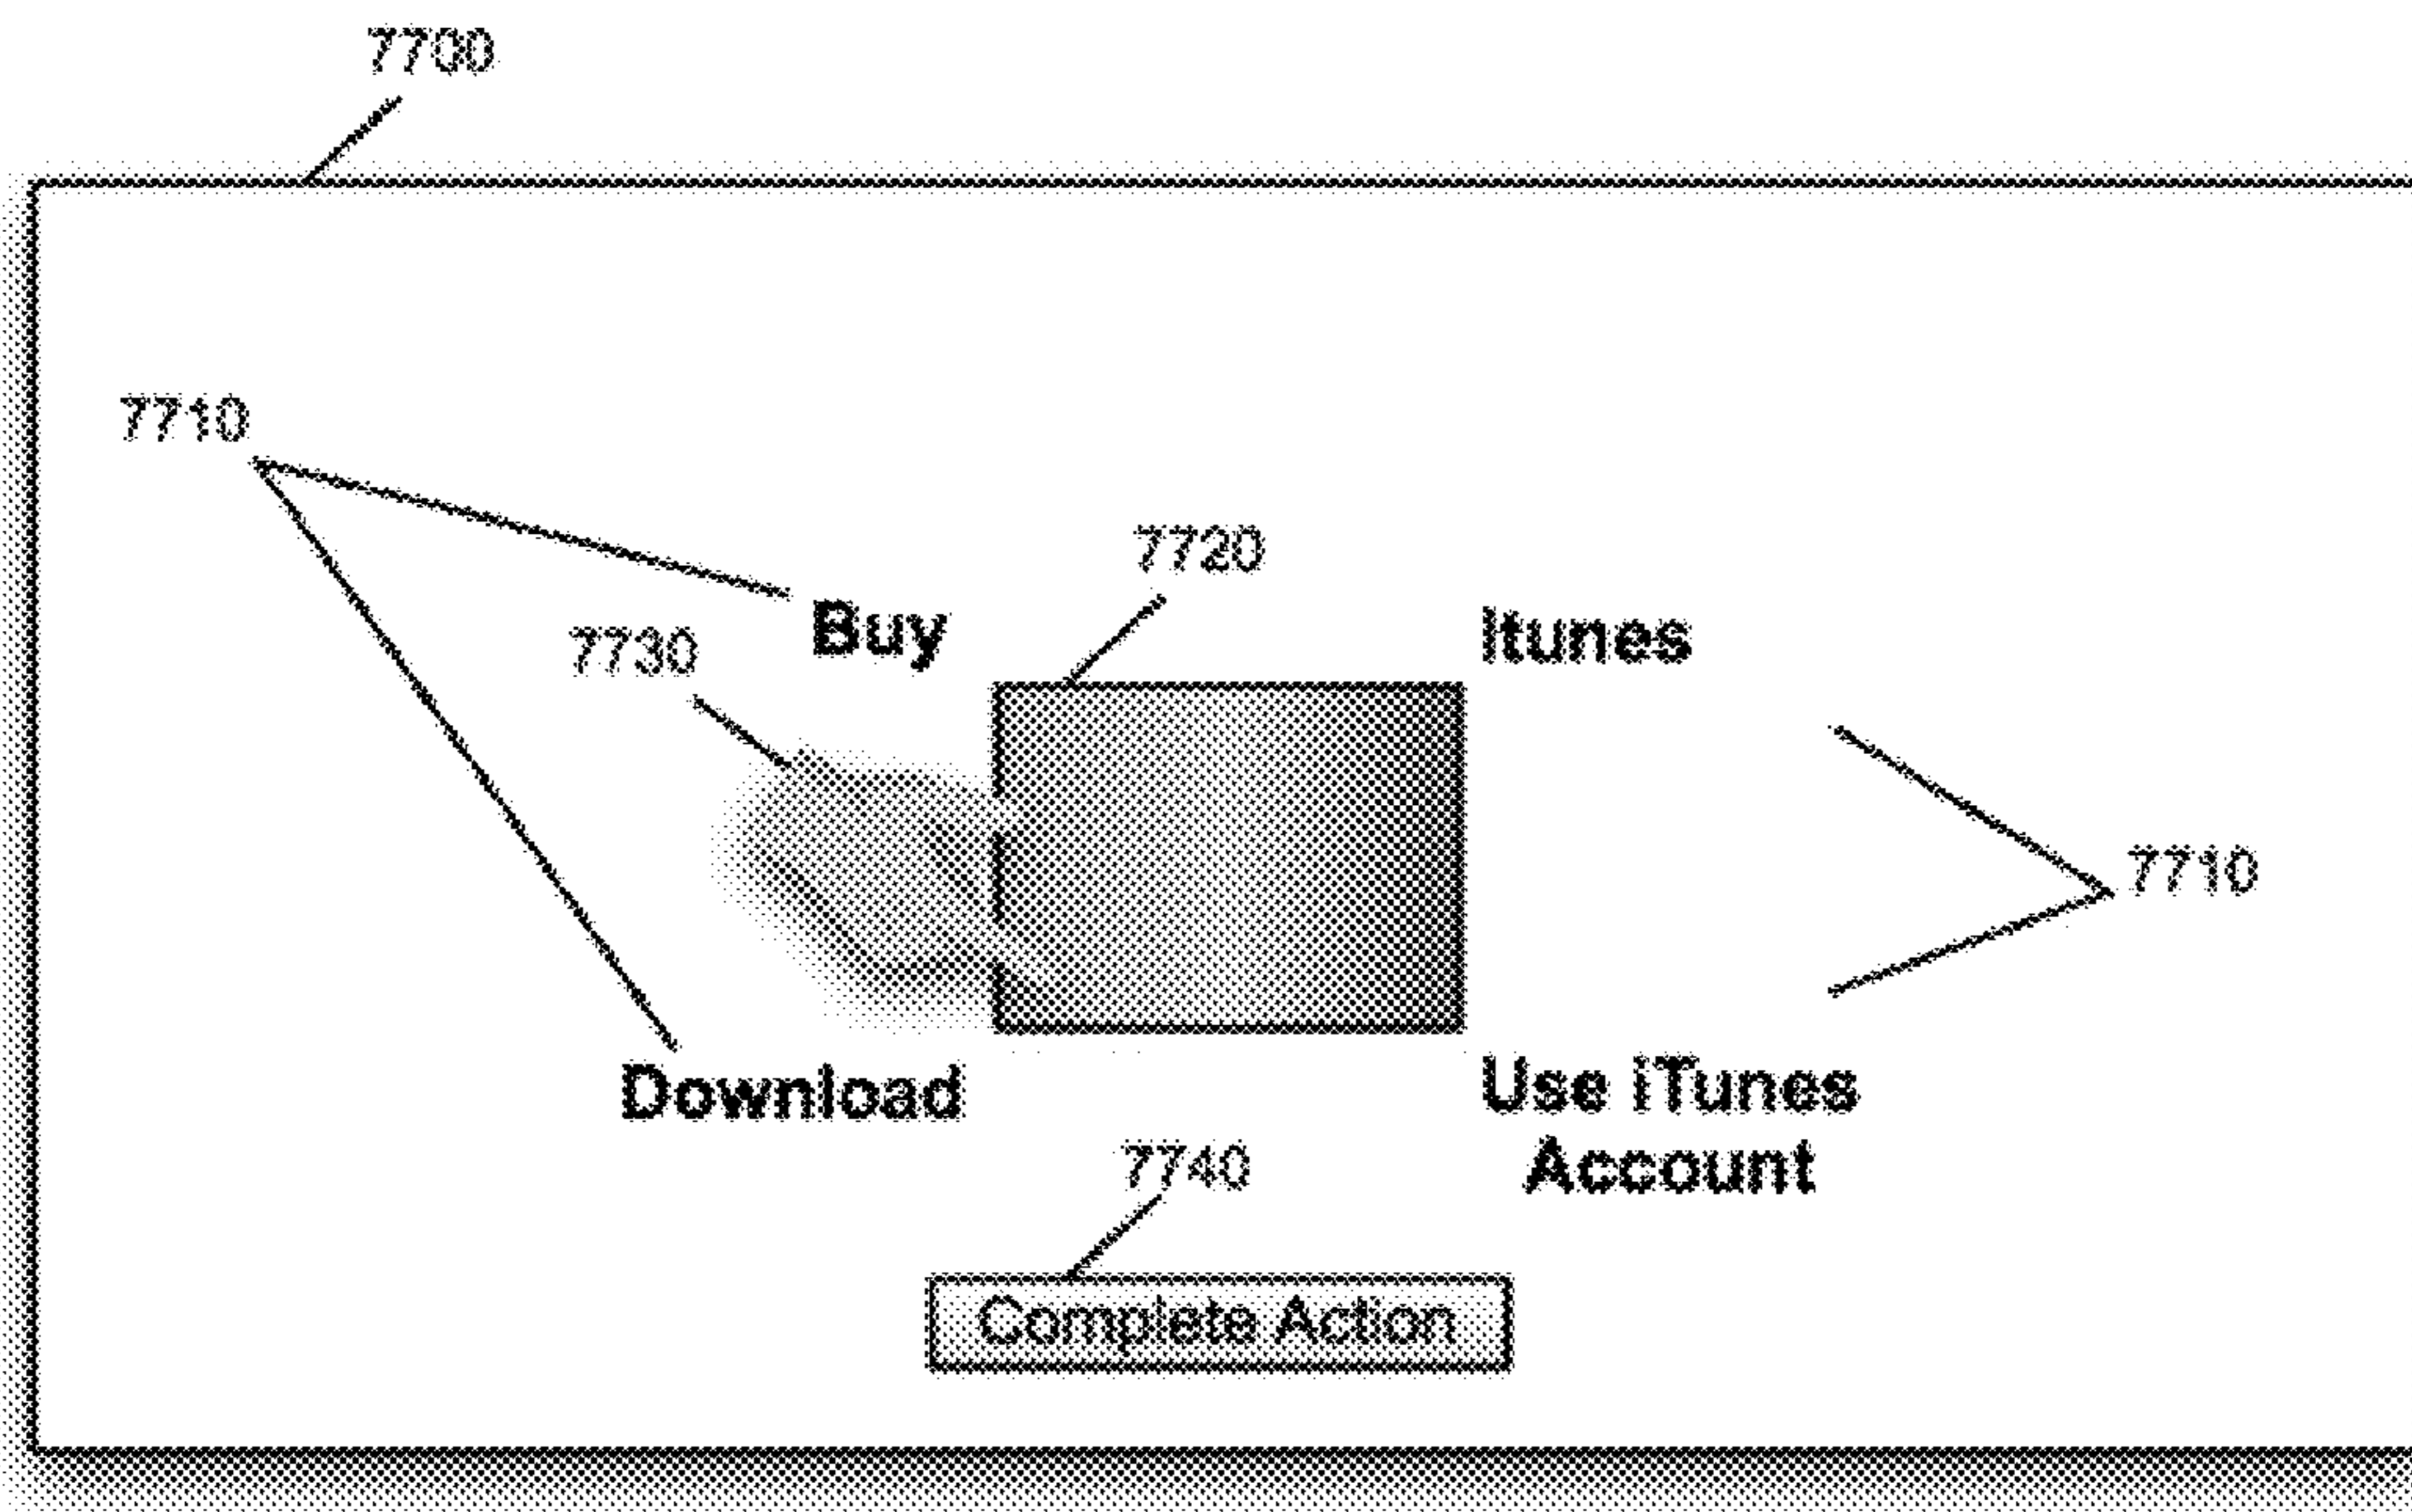 7700
7710
7720
Buy
Itunes
7730
7710
Download
Use iTunes
Account
7740
Complete Action